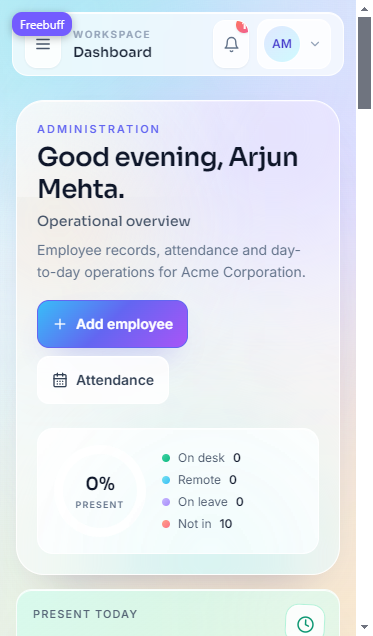 Freebuff
WORKSPACE
Dashboard
AM
ADMINISTRATION
Good evening, Arjun
Mehta.
Operational overview
Employee records, attendance and day-
to-day operations for Acme Corporation.
Add employee
Attendance
0%
PRESENT
On desk 0
Remote 0
On leave 0
Not in 10
PRESENT TODAY